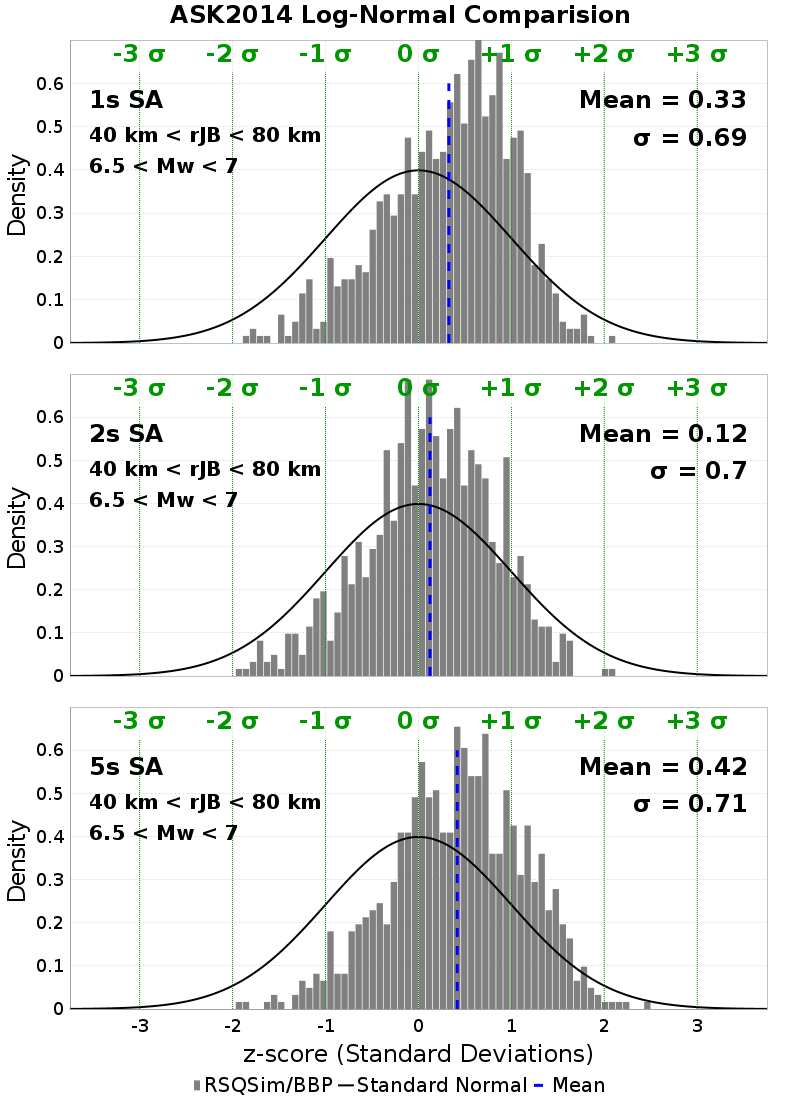 ASK2014 Log-Normal Comparision
-3 σ -2 σ -1 σ 0 σ +1 σ +2 σ +3 σ
1s SA
40 km < rJB < 80 km
6.5 < Mw < 7
Mean = 0.33
σ = 0.69
Density
0.6
0.5
0.4
0.3
0.2
0.1
0
-3 σ -2 σ -1 σ 0 σ +1 σ +2 σ +3 σ
2s SA
40 km < rJB < 80 km
6.5 < Mw < 7
Mean = 0.12
σ = 0.7
Density
0.6
0.5
0.4
0.3
0.2
0.1
0
-3 σ -2 σ -1 σ 0 σ +1 σ +2 σ +3 σ
5s SA
40 km < rJB < 80 km
6.5 < Mw < 7
Mean = 0.42
σ = 0.71
Density
0.6
0.5
0.4
0.3
0.2
0.1
0
-3 -2 -1 0 1 2 3
z-score (Standard Deviations)
RSQSim/BBP Standard Normal Mean